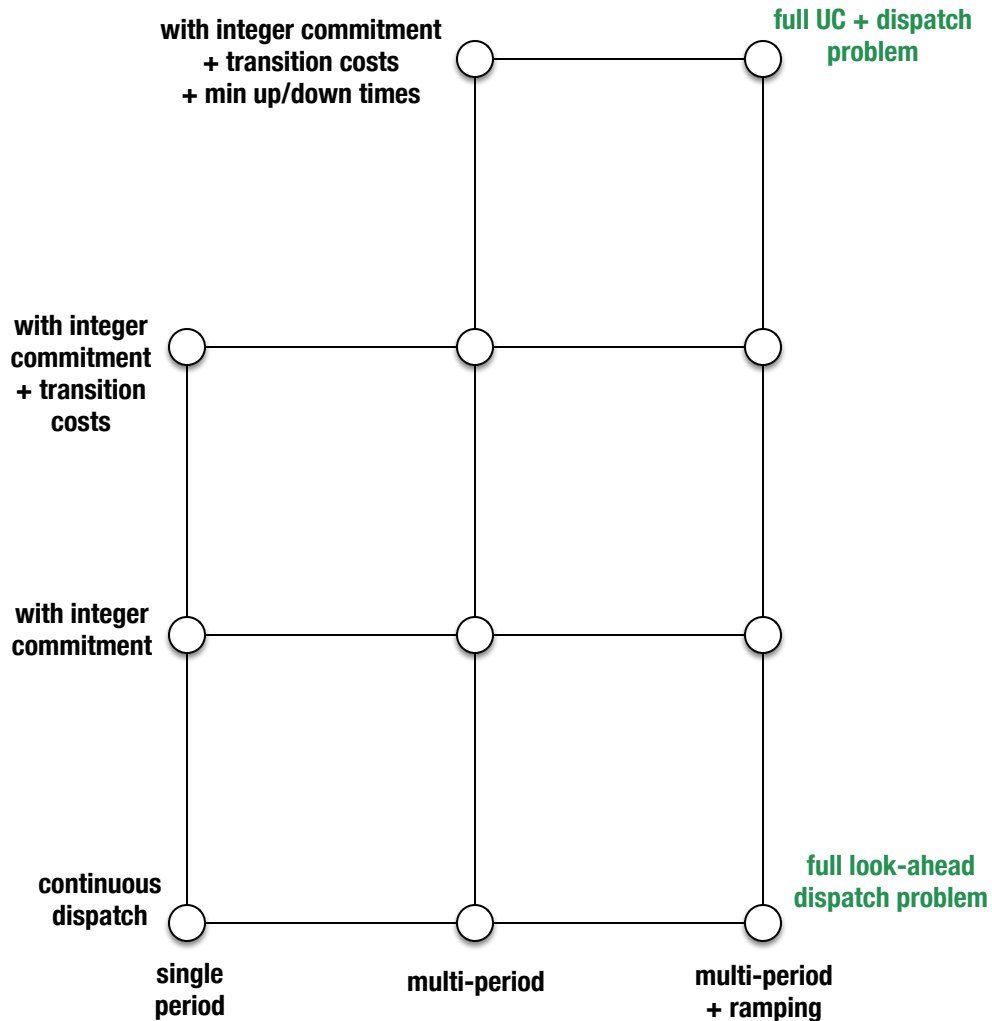 with integer commitment
+ transition costs
+ min up/down times
full UC + dispatch
problem
with integer
commitment
+ transition
costs
with integer
commitment
continuous
dispatch
full look-ahead
dispatch problem
single
period
multi-period
multi-period
+ ramping